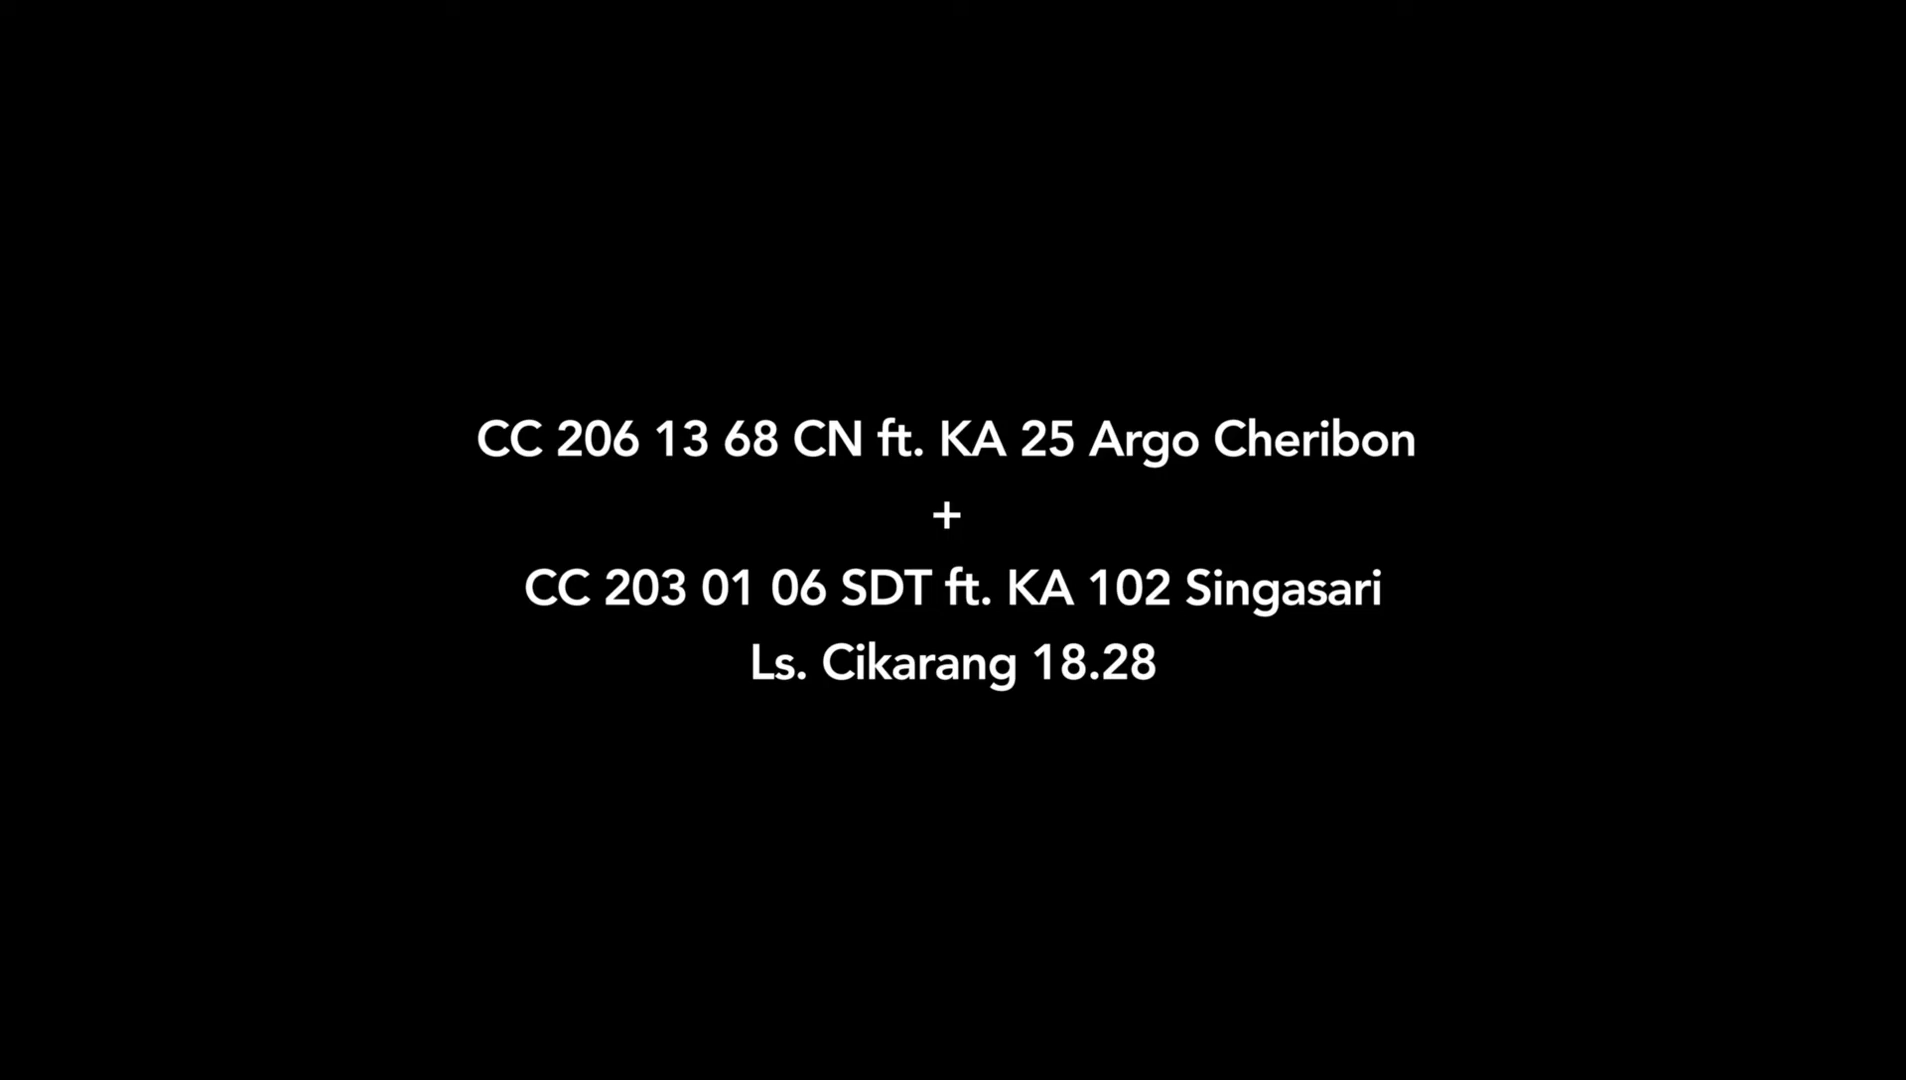 CC 206 13 68 CN ft. KA 25 Argo Cheribon
+
CC 203 01 06 SDT ft. KA 102 Singasari
Ls. Cikarang 18.28